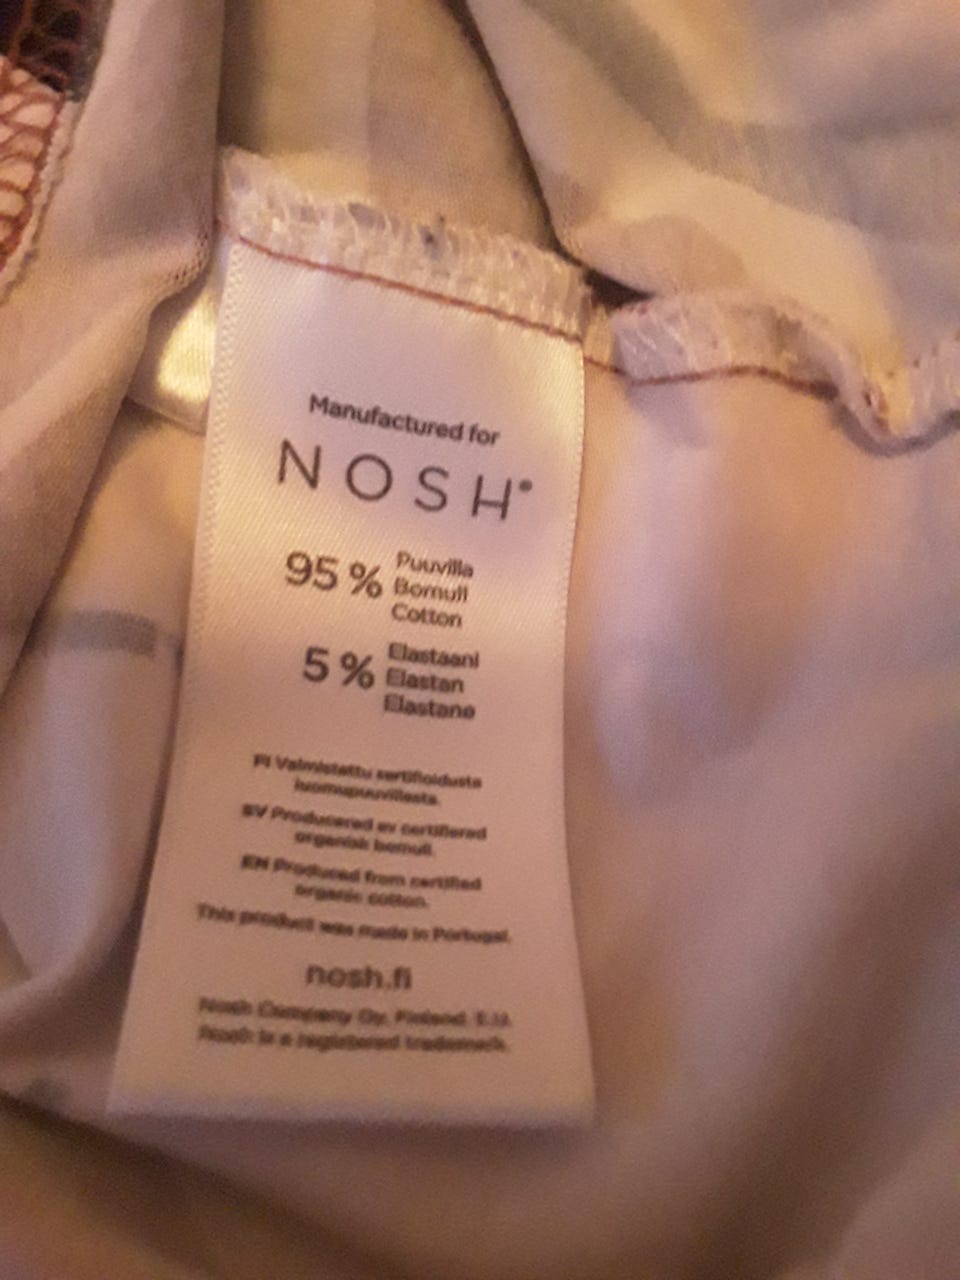 Manufactured for
NOSH®
95 % Puuvilla
Bomull
Cotton
5 % Elastaani
Elastan
Elastane
FI Valmistettu sertifioidusta
luomupuuvillasta.
SV Producerad av certifierad
organisk bomull.
EN Produced from certified
organic cotton.
This product was made in Portugal.
nosh.fi
Nosh Company Oy, Finland, E.U.
Nosh is a registered trademark.